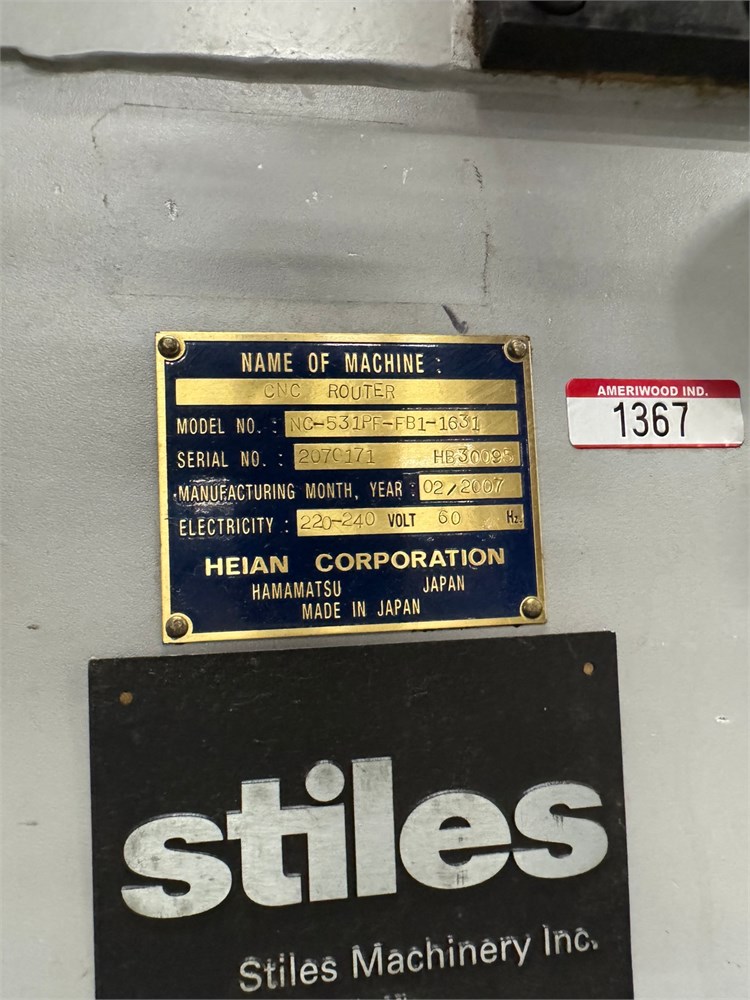 NAME OF MACHINE :
CNC ROUTER
MODEL NO. : NC-531PF-FB1-1631
SERIAL NO. : 2070171 HB30095
MANUFACTURING MONTH, YEAR : 02/2007
ELECTRICITY : 220-240 VOLT 60 Hz.
HEIAN CORPORATION
HAMAMATSU JAPAN
MADE IN JAPAN
AMERIWOOD IND.
1367
stiles
Stiles Machinery Inc.